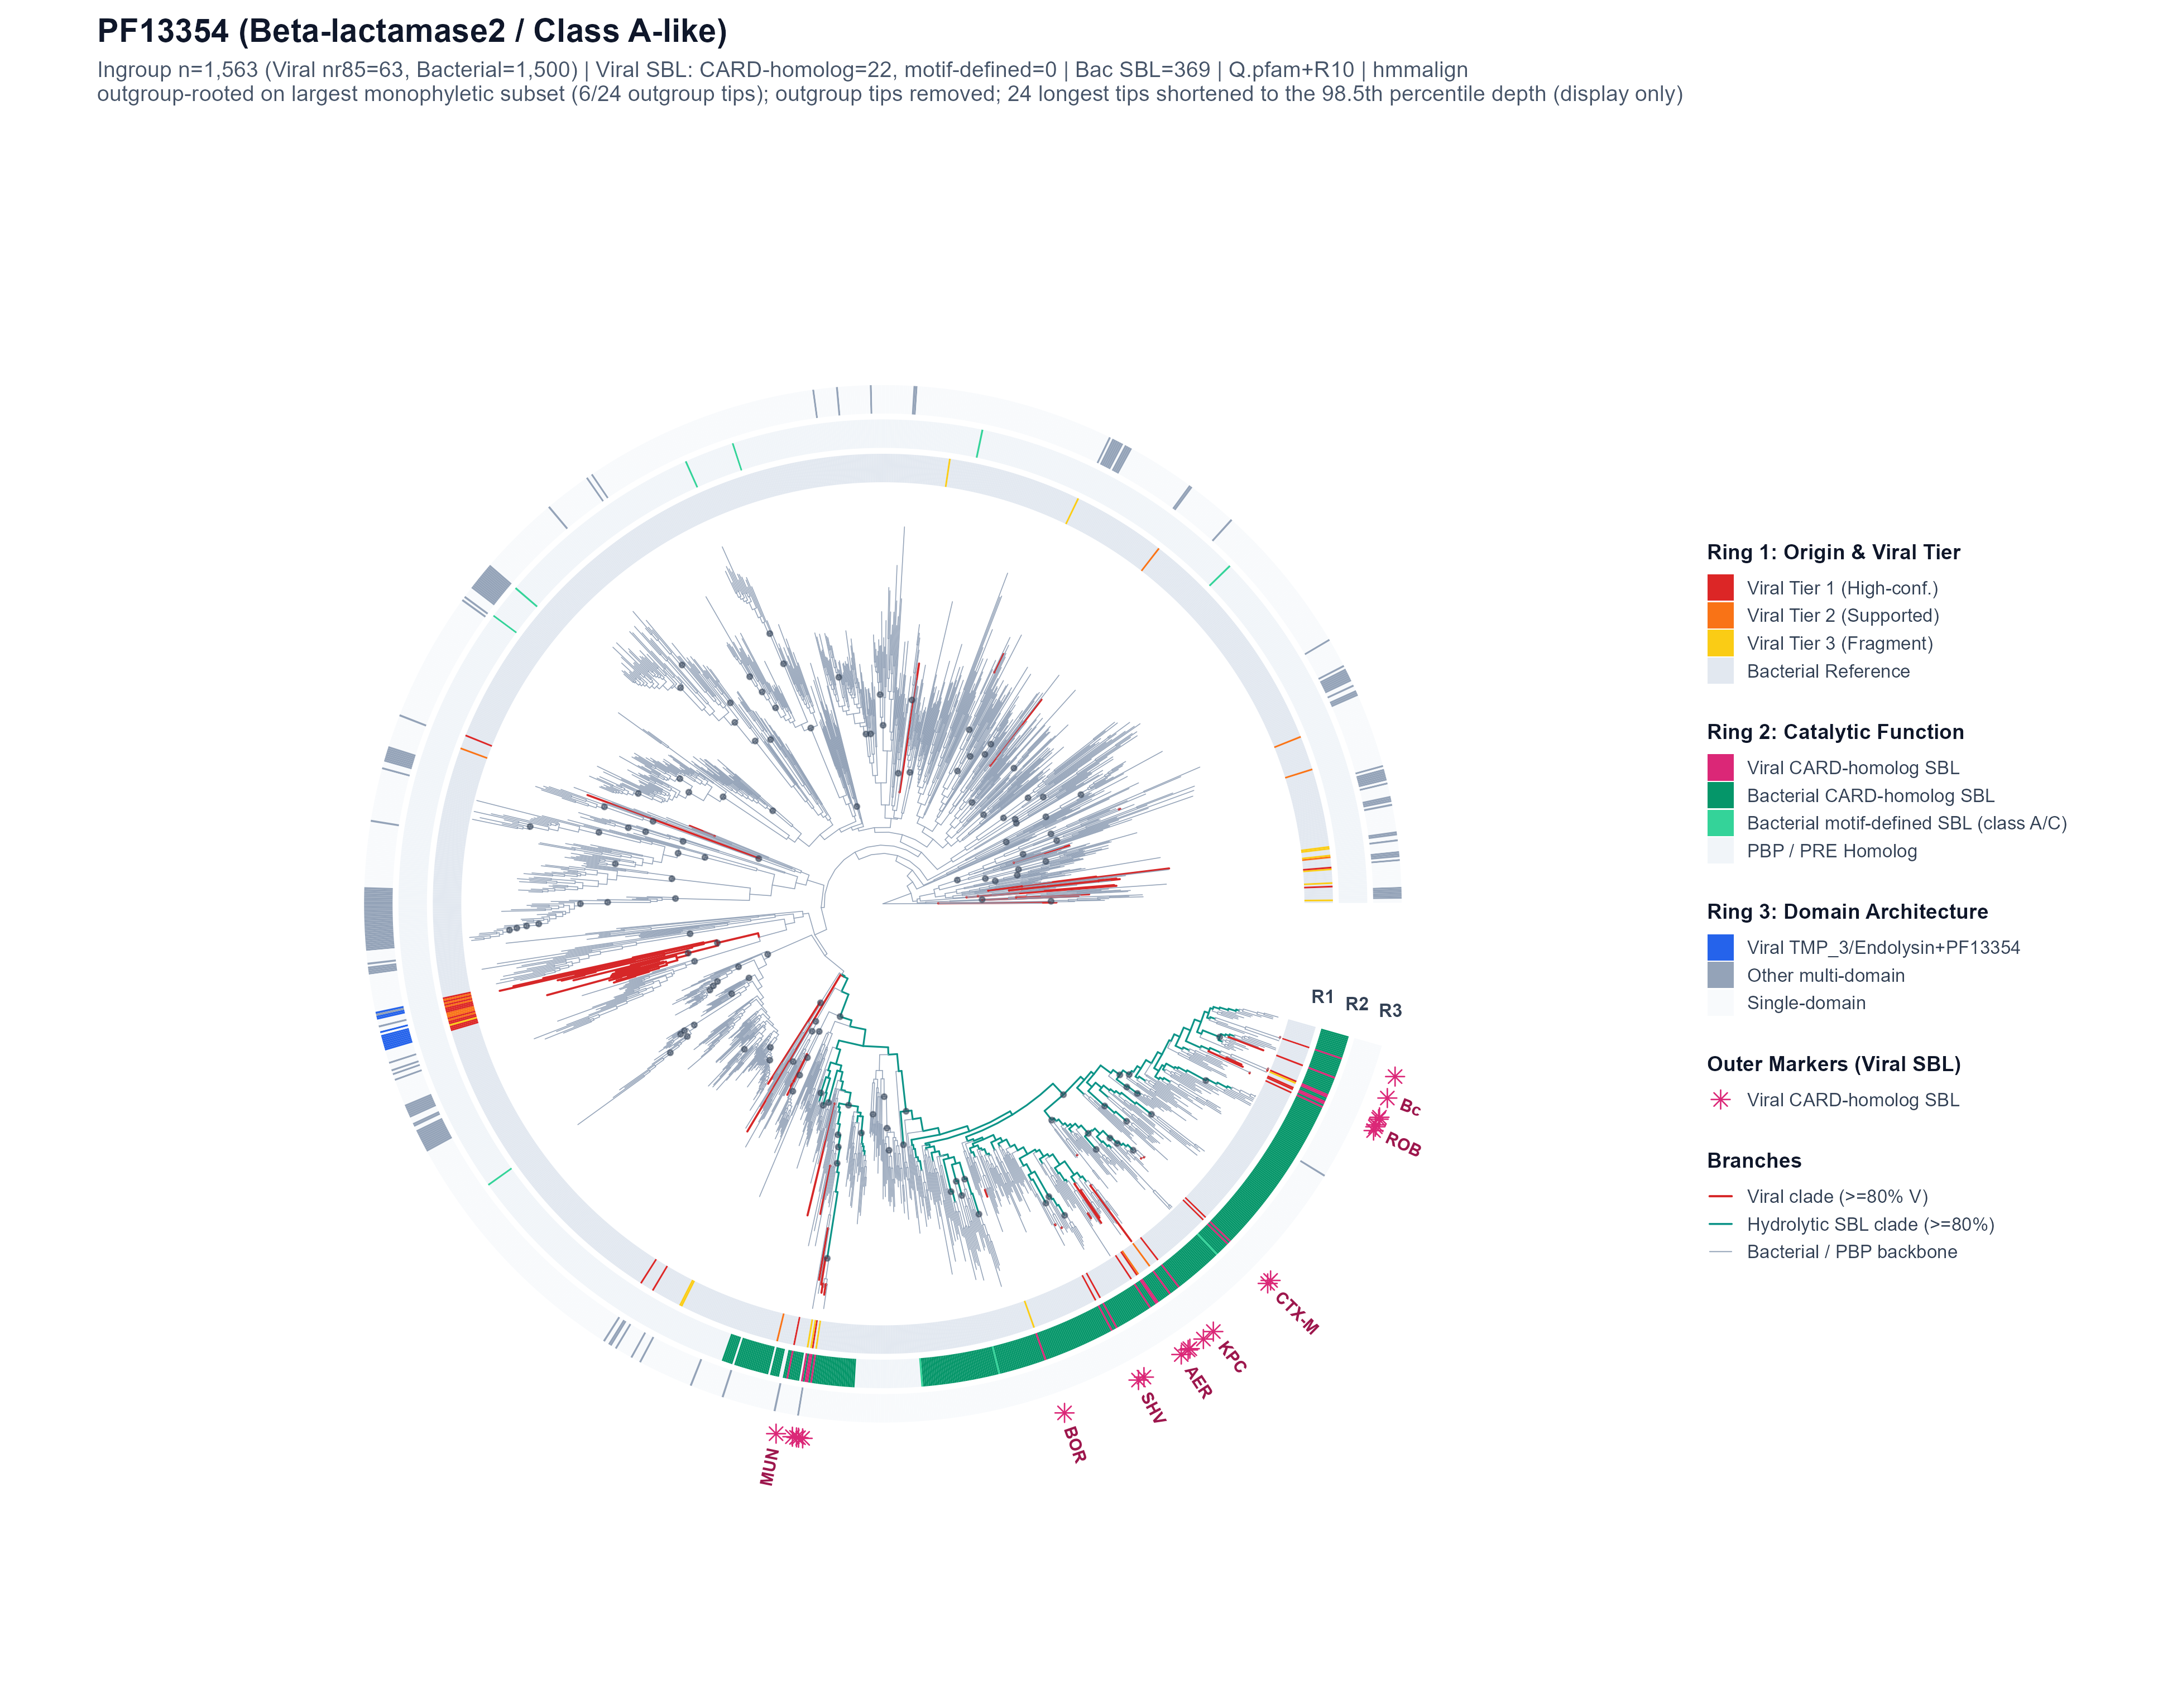 PF13354 (Beta-lactamase2 / Class A-like)
Ingroup n=1,563 (Viral nr85=63, Bacterial=1,500) | Viral SBL: CARD-homolog=22, motif-defined=0 | Bac SBL=369 | Q.pfam+R10 | hmmalign
outgroup-rooted on largest monophyletic subset (6/24 outgroup tips); outgroup tips removed; 24 longest tips shortened to the 98.5th percentile depth (display only)
Ring 1: Origin & Viral Tier
Viral Tier 1 (High-conf.)
Viral Tier 2 (Supported)
Viral Tier 3 (Fragment)
Bacterial Reference
Ring 2: Catalytic Function
Viral CARD-homolog SBL
Bacterial CARD-homolog SBL
Bacterial motif-defined SBL (class A/C)
PBP / PRE Homolog
Ring 3: Domain Architecture
Viral TMP_3/Endolysin+PF13354
Other multi-domain
Single-domain
Outer Markers (Viral SBL)
Viral CARD-homolog SBL
Branches
Viral clade (>=80% V)
Hydrolytic SBL clade (>=80%)
Bacterial / PBP backbone
R1 R2 R3
Bc
ROB
CTX-M
KPC
AER
SHV
BOR
MUN